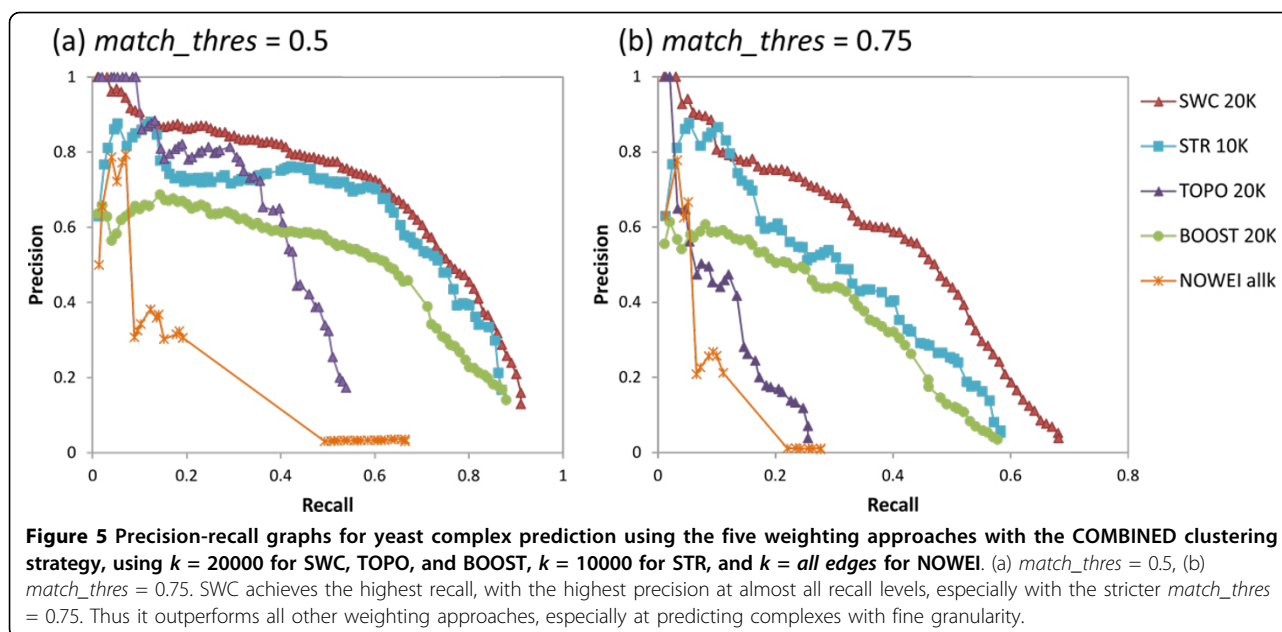 (a) match_thres = 0.5
(b) match_thres = 0.75
1
0.8
0.6
0.4
0.2
0
Precision
0
0.2
0.4
0.6
0.8
1
Recall
1
0.8
0.6
0.4
0.2
0
Precision
0
0.2
0.4
0.6
0.8
Recall
SWC 20K
STR 10K
TOPO 20K
BOOST 20K
NOWEI allk
Figure 5 Precision-recall graphs for yeast complex prediction using the five weighting approaches with the COMBINED clustering
strategy, using k = 20000 for SWC, TOPO, and BOOST, k = 10000 for STR, and k = all edges for NOWEI. (a) match_thres = 0.5, (b)
match_thres = 0.75. SWC achieves the highest recall, with the highest precision at almost all recall levels, especially with the stricter match_thres
= 0.75. Thus it outperforms all other weighting approaches, especially at predicting complexes with fine granularity.